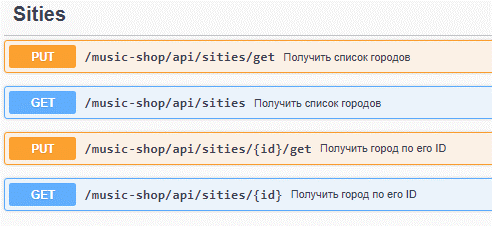 Sities
PUT /music-shop/api/sities/get Получить список городов
GET /music-shop/api/sities Получить список городов
PUT /music-shop/api/sities/{id}/get Получить город по его ID
GET /music-shop/api/sities/{id} Получить город по его ID